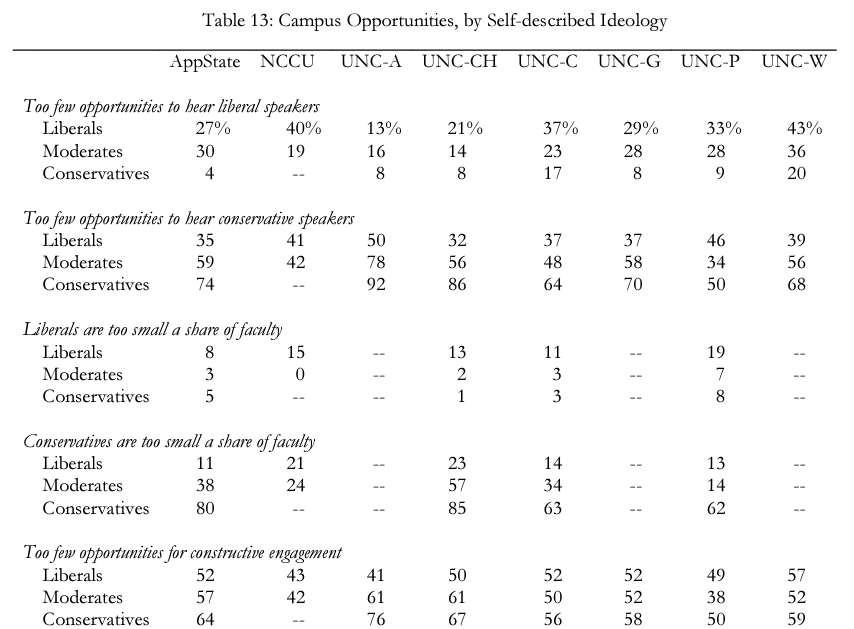 Table 13: Campus Opportunities, by Self-described Ideology
AppState NCCU UNC-A UNC-CH UNC-C UNC-G UNC-P UNC-W
Too few opportunities to hear liberal speakers
Liberals 27% 40% 13% 21% 37% 29% 33% 43%
Moderates 30 19 16 14 23 28 28 36
Conservatives 4 -- 8 8 17 8 9 20
Too few opportunities to hear conservative speakers
Liberals 35 41 50 32 37 37 46 39
Moderates 59 42 78 56 48 58 34 56
Conservatives 74 -- 92 86 64 70 50 68
Liberals are too small a share of faculty
Liberals 8 15 -- 13 11 -- 19 --
Moderates 3 0 -- 2 3 -- 7 --
Conservatives 5 -- -- 1 3 -- 8 --
Conservatives are too small a share of faculty
Liberals 11 21 -- 23 14 -- 13 --
Moderates 38 24 -- 57 34 -- 14 --
Conservatives 80 -- -- 85 63 -- 62 --
Too few opportunities for constructive engagement
Liberals 52 43 41 50 52 52 49 57
Moderates 57 42 61 61 50 52 38 52
Conservatives 64 -- 76 67 56 58 50 59